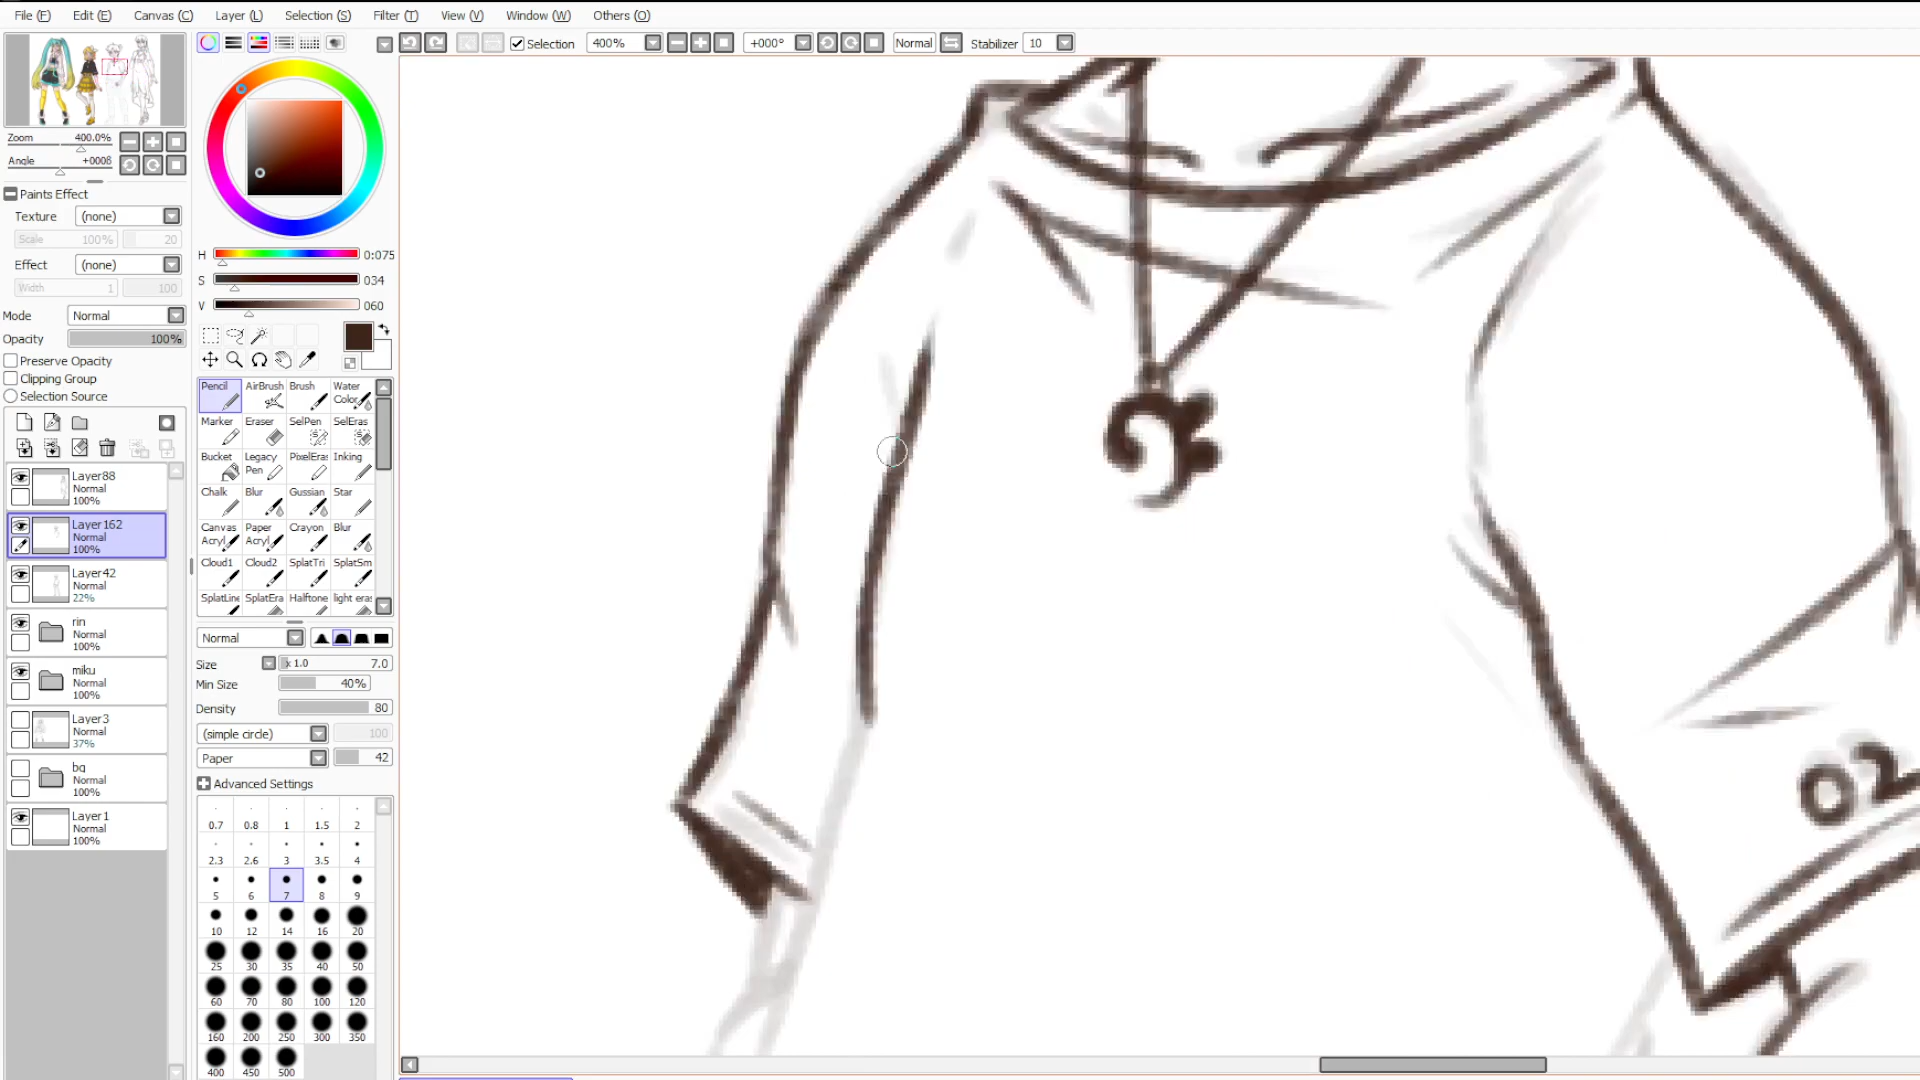 File (F) Edit (E) Canvas (C) Layer (L) Selection (S) Filter (T) View (V) Window (W) Others (O)
Selection 400% +000° Normal Stabilizer 10
Zoom 400.0%
Angle
Paints Effect
Texture (none)
Scale 100% 20
Effect (none)
Width 1 100
Mode Normal
Opacity 100%
Preserve Opacity
Clipping Group
Selection Source
Layer88
Normal
100%
Layer162
Normal
100%
Layer42
Normal
22%
rin
Normal
100%
miku
Normal
100%
Layer3
Normal
37%
bg
Normal
100%
Layer1
Normal
100%
H 0:075
S 034
V 060
Pencil AirBrush Brush Water Color
Marker Eraser SelPen SelEras
Bucket Legacy Pen PixelEras Inking
Chalk Blur Gussian Star
Canvas Acryl Paper Acryl Crayon Blur
Cloud1 Cloud2 SplatTri SplatSm
SplatLine SplatEra Halftone light eras
Normal
Size x 1.0 7.0
Min Size 40%
Density 80
(simple circle) 100
Paper 42
Advanced Settings
0.7 0.8 1 1.5 2
2.3 2.6 3 3.5 4
5 6 7 8 9
10 12 14 16 20
25 30 35 40 50
60 70 80 100 120
160 200 250 300 350
400 450 500
02